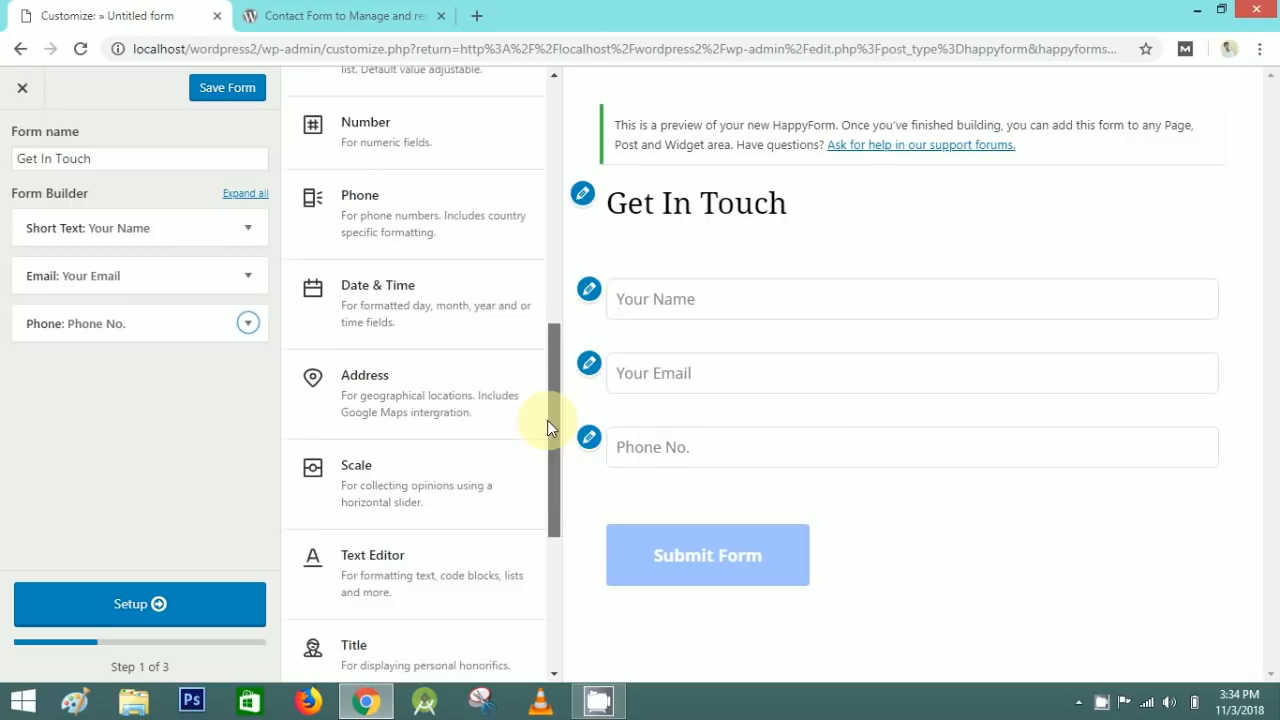 Customize: » Untitled form
Contact Form to Manage and re
localhost/wordpress2/wp-admin/customize.php?return=http%3A%2F%2Flocalhost%2Fwordpress2%2Fwp-admin%2Fedit.php%3Fpost_type%3Dhappyform&happyforms...
Save Form
Form name
Get In Touch
Form Builder
Expand all
Short Text: Your Name
Email: Your Email
Phone: Phone No.
Setup
Step 1 of 3
list. Default value adjustable.
Number
For numeric fields.
Phone
For phone numbers. Includes country
specific formatting.
Date & Time
For formatted day, month, year and or
time fields.
Address
For geographical locations. Includes
Google Maps intergration.
Scale
For collecting opinions using a
horizontal slider.
Text Editor
For formatting text, code blocks, lists
and more.
Title
For displaying personal honorifics.
This is a preview of your new HappyForm. Once you've finished building, you can add this form to any Page,
Post and Widget area. Have questions? Ask for help in our support forums.
Get In Touch
Your Name
Your Email
Phone No.
Submit Form
Ps
3:34 PM
11/3/2018